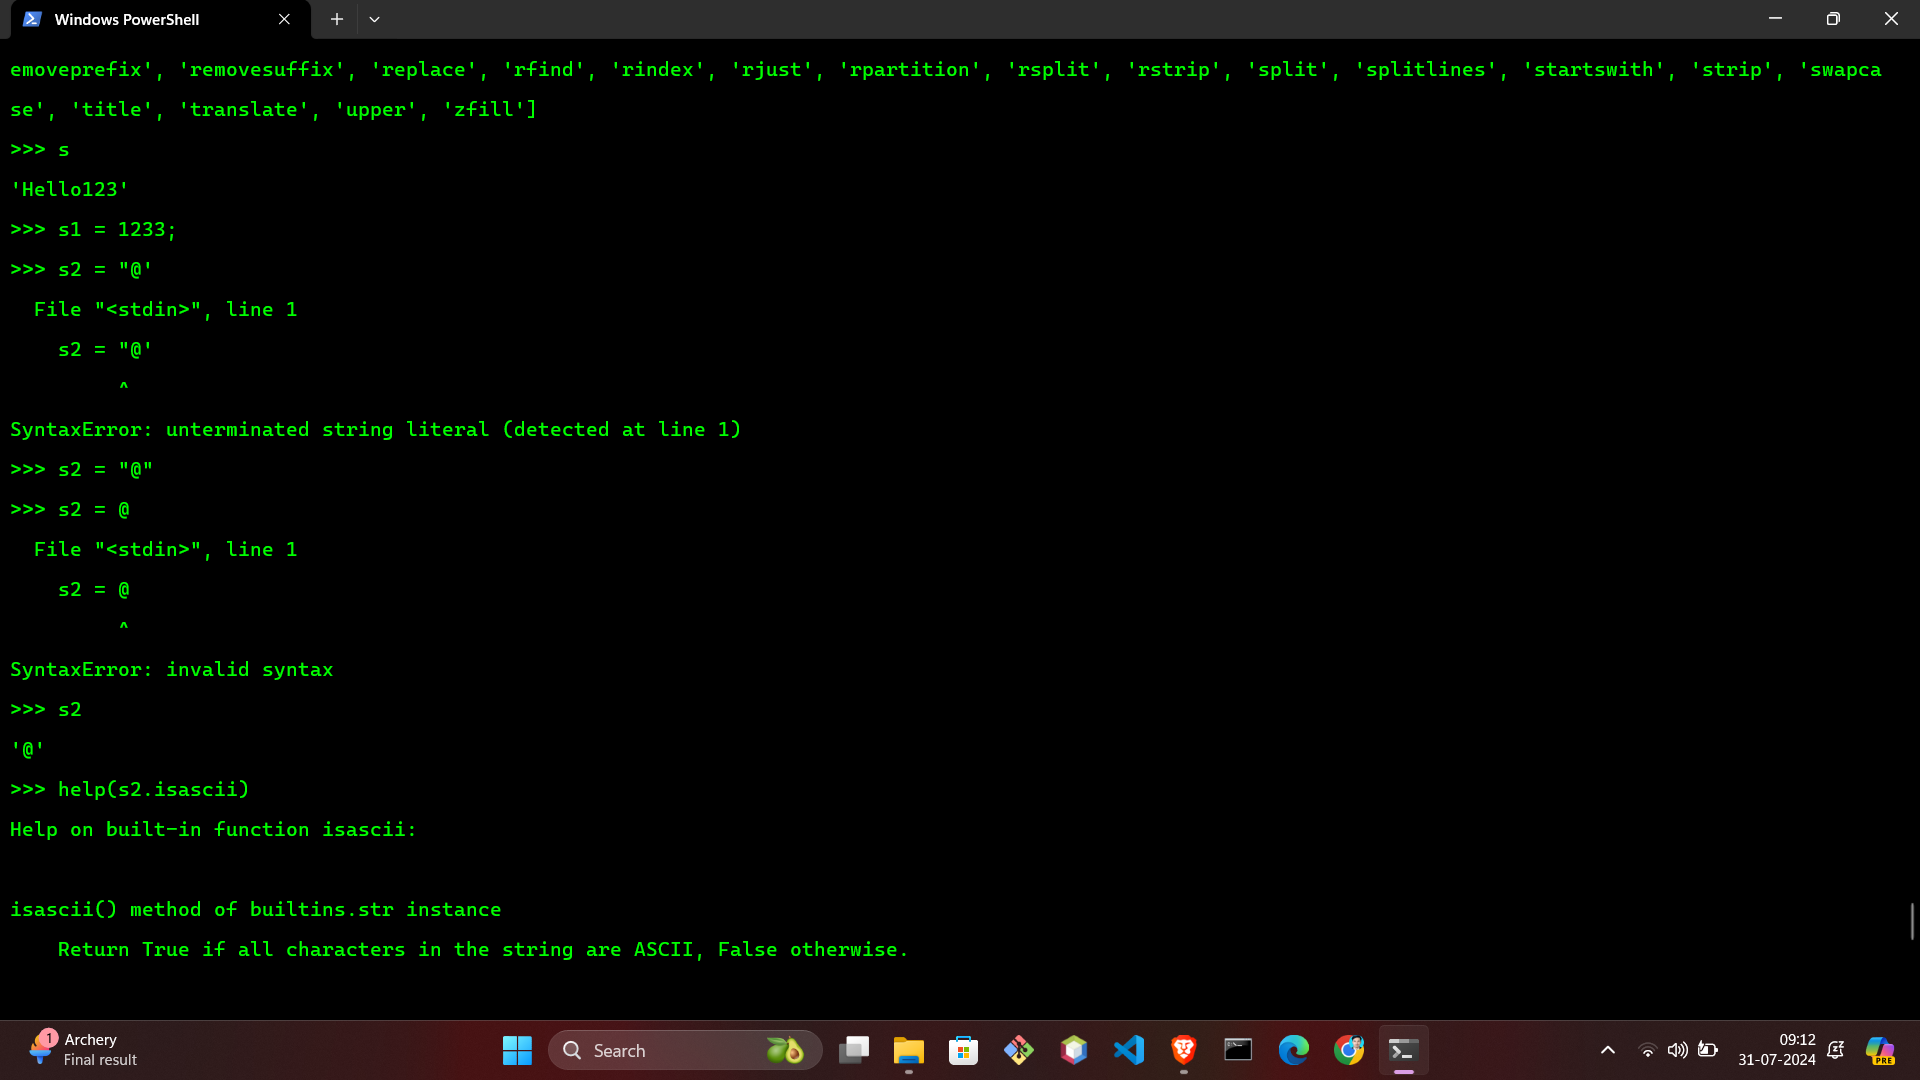 Windows PowerShell
emoveprefix', 'removesuffix', 'replace', 'rfind', 'rindex', 'rjust', 'rpartition', 'rsplit', 'rstrip', 'split', 'splitlines', 'startswith', 'strip', 'swapca
se', 'title', 'translate', 'upper', 'zfill']
>>> s
'Hello123'
>>> s1 = 1233;
>>> s2 = "@'
  File "<stdin>", line 1
    s2 = "@'
         ^
SyntaxError: unterminated string literal (detected at line 1)
>>> s2 = "@"
>>> s2 = @
  File "<stdin>", line 1
    s2 = @
         ^
SyntaxError: invalid syntax
>>> s2
'@'
>>> help(s2.isascii)
Help on built-in function isascii:

isascii() method of builtins.str instance
    Return True if all characters in the string are ASCII, False otherwise.
1
Archery
Final result
Search
09:12
31-07-2024
PRE